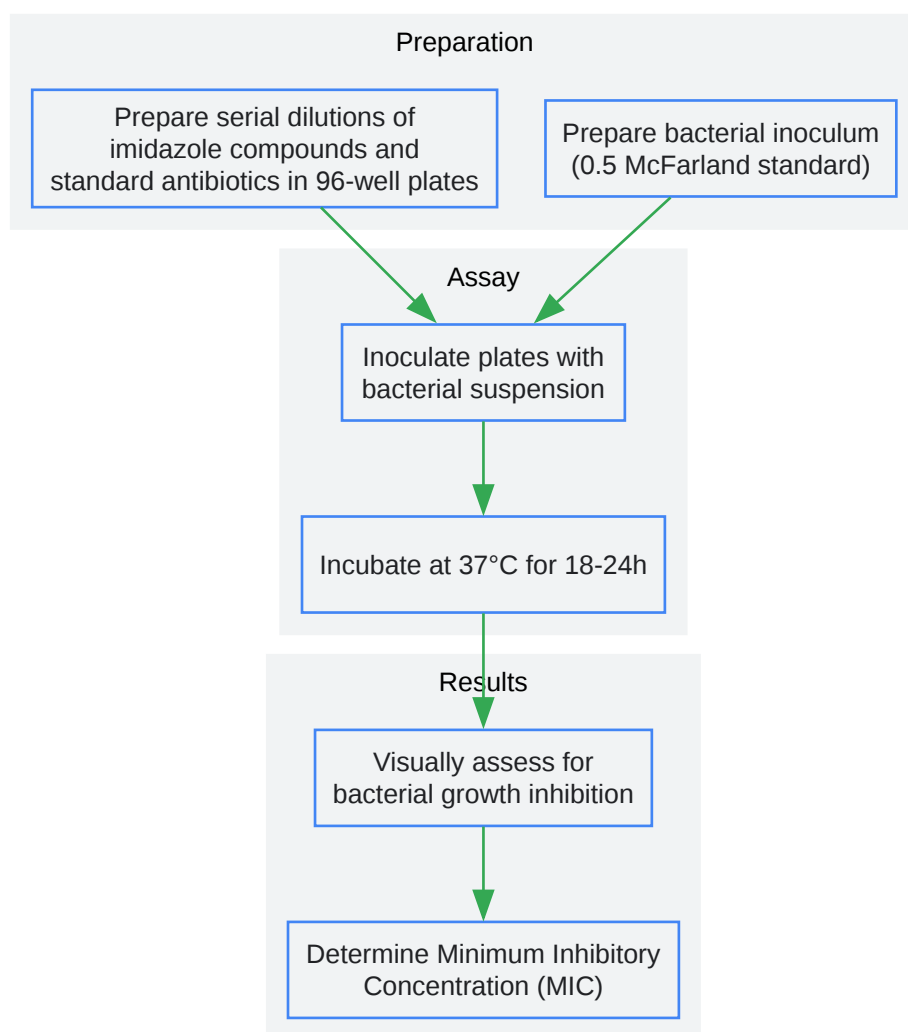 Preparation
Prepare serial dilutions of
imidazole compounds and
standard antibiotics in 96-well plates
Prepare bacterial inoculum
(0.5 McFarland standard)
Assay
Inoculate plates with
bacterial suspension
Incubate at 37°C for 18-24h
Results
Visually assess for
bacterial growth inhibition
Determine Minimum Inhibitory
Concentration (MIC)